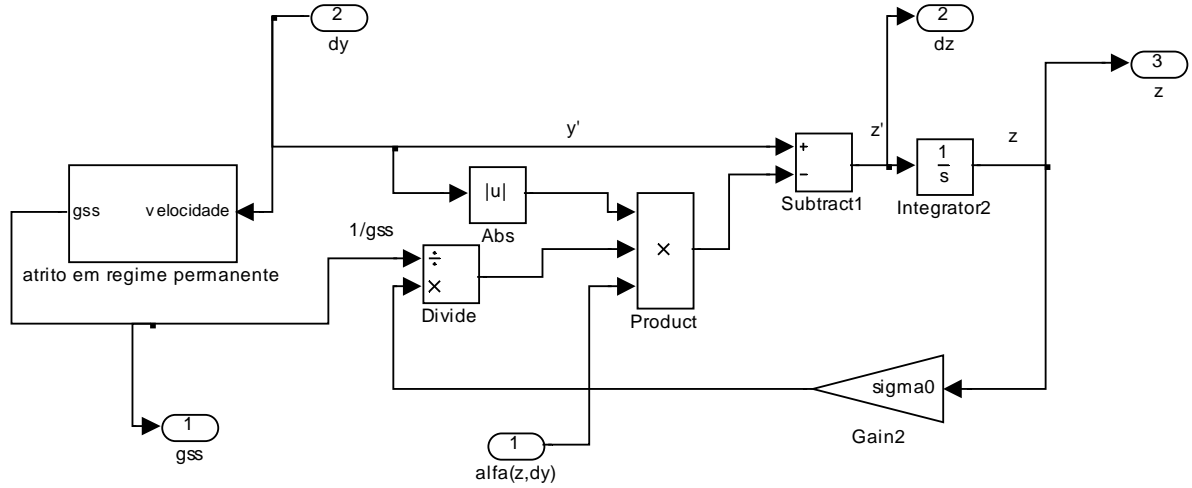 2
dy
2
dz
3
z
y'
+
−
z'
1
s
z
Subtract1
Integrator2
gss
velocidade
atrito em regime permanente
|u|
Abs
1/gss
÷
×
Divide
×
Product
sigma0
Gain2
1
gss
1
alfa(z,dy)